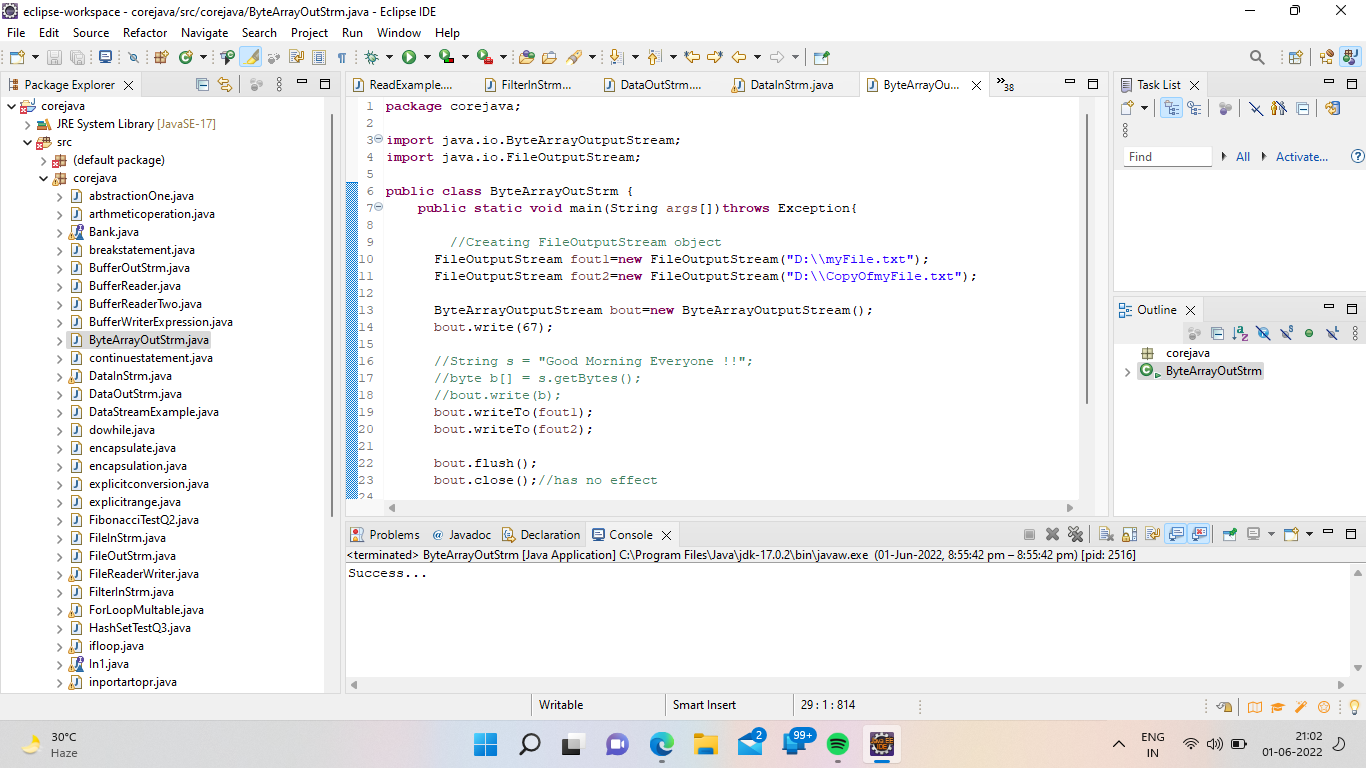 eclipse-workspace - corejava/src/corejava/ByteArrayOutStrm.java - Eclipse IDE
File Edit Source Refactor Navigate Search Project Run Window Help
Package Explorer
corejava
JRE System Library [JavaSE-17]
src
(default package)
corejava
abstractionOne.java
arthmeticoperation.java
Bank.java
breakstatement.java
BufferOutStrm.java
BufferReader.java
BufferReaderTwo.java
BufferWriterExpression.java
ByteArrayOutStrm.java
continuestatement.java
DataInStrm.java
DataOutStrm.java
DataStreamExample.java
dowhile.java
encapsulate.java
encapsulation.java
explicitconversion.java
explicitrange.java
FibonacciTestQ2.java
FileInStrm.java
FileOutStrm.java
FileReaderWriter.java
FilterInStrm.java
ForLoopMultable.java
HashSetTestQ3.java
ifloop.java
In1.java
inportartopr.java
ReadExample.... FilterInStrm... DataOutStrm.... DataInStrm.java ByteArrayOu... »38
1 package corejava;
2
3 import java.io.ByteArrayOutputStream;
4 import java.io.FileOutputStream;
5
6 public class ByteArrayOutStrm {
7 public static void main(String args[])throws Exception{
8
9 //Creating FileOutputStream object
10 FileOutputStream fout1=new FileOutputStream("D:\\myFile.txt");
11 FileOutputStream fout2=new FileOutputStream("D:\\CopyOfmyFile.txt");
12
13 ByteArrayOutputStream bout=new ByteArrayOutputStream();
14 bout.write(67);
15
16 //String s = "Good Morning Everyone !!";
17 //byte b[] = s.getBytes();
18 //bout.write(b);
19 bout.writeTo(fout1);
20 bout.writeTo(fout2);
21
22 bout.flush();
23 bout.close();//has no effect
24
Task List
Find All Activate...
Outline
corejava
ByteArrayOutStrm
Problems @ Javadoc Declaration Console
<terminated> ByteArrayOutStrm [Java Application] C:\Program Files\Java\jdk-17.0.2\bin\javaw.exe (01-Jun-2022, 8:55:42 pm – 8:55:42 pm) [pid: 2516]
Success...
Writable Smart Insert 29 : 1 : 814
30°C
Haze
2
99+
Java EE
IDE
ENG
IN
21:02
01-06-2022